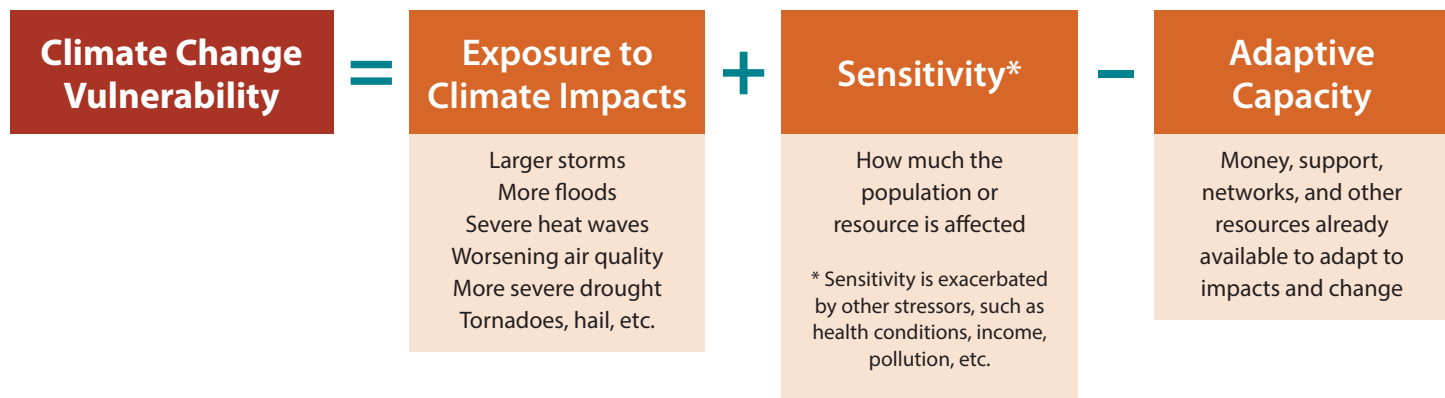 Climate Change
Vulnerability
=
Exposure to
Climate Impacts
Larger storms
More floods
Severe heat waves
Worsening air quality
More severe drought
Tornadoes, hail, etc.
+
Sensitivity*
How much the
population or
resource is affected
* Sensitivity is exacerbated
by other stressors, such as
health conditions, income,
pollution, etc.
–
Adaptive
Capacity
Money, support,
networks, and other
resources already
available to adapt to
impacts and change